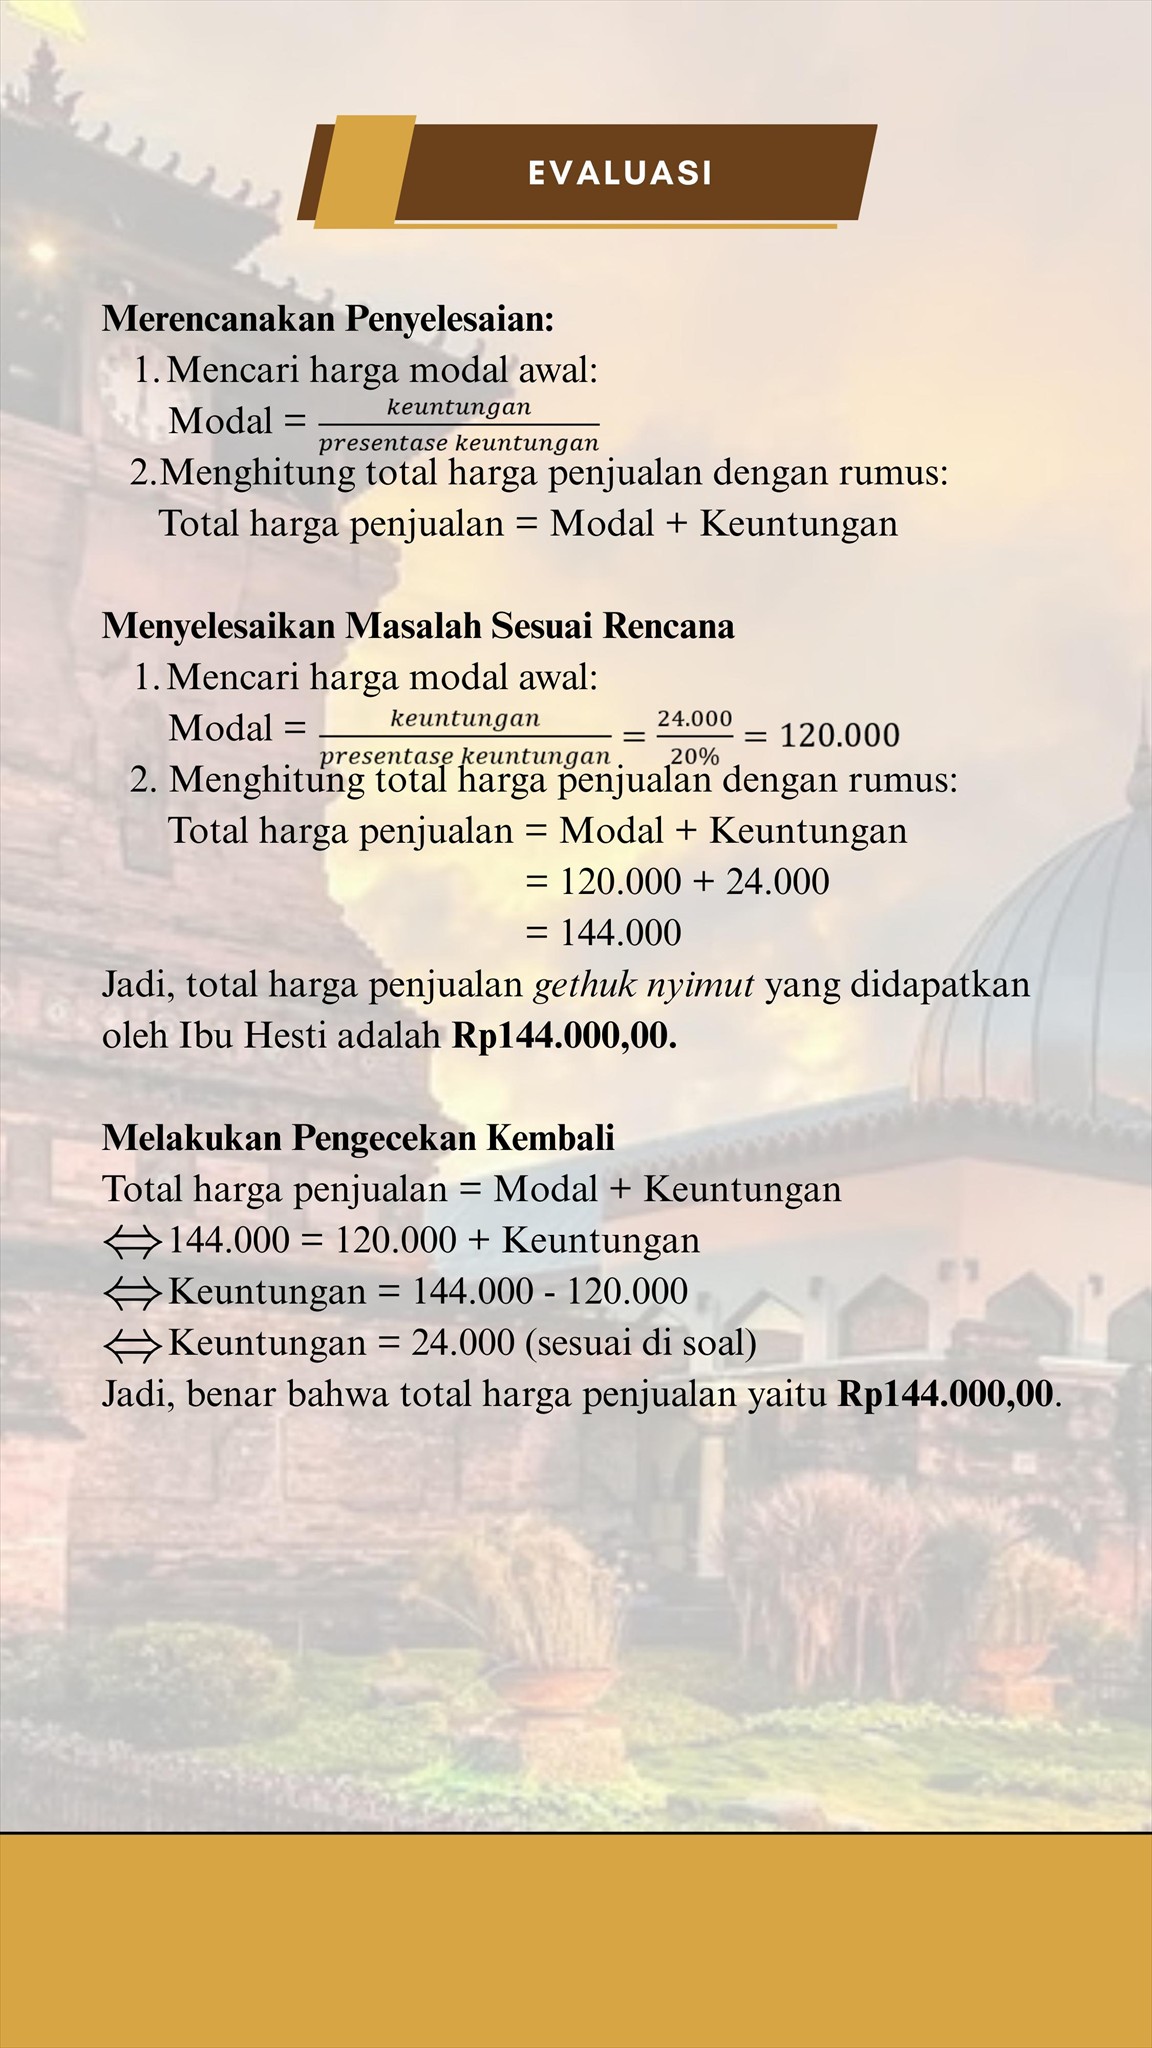 EVALUASI
Merencanakan Penyelesaian:
1. Mencari harga modal awal:
Modal = keuntungan / presentase keuntungan
2.Menghitung total harga penjualan dengan rumus:
Total harga penjualan = Modal + Keuntungan
Menyelesaikan Masalah Sesuai Rencana
1. Mencari harga modal awal:
Modal = keuntungan / presentase keuntungan = 24.000 / 20% = 120.000
2. Menghitung total harga penjualan dengan rumus:
Total harga penjualan = Modal + Keuntungan
= 120.000 + 24.000
= 144.000
Jadi, total harga penjualan gethuk nyimut yang didapatkan
oleh Ibu Hesti adalah Rp144.000,00.
Melakukan Pengecekan Kembali
Total harga penjualan = Modal + Keuntungan
⟺ 144.000 = 120.000 + Keuntungan
⟺ Keuntungan = 144.000 - 120.000
⟺ Keuntungan = 24.000 (sesuai di soal)
Jadi, benar bahwa total harga penjualan yaitu Rp144.000,00.